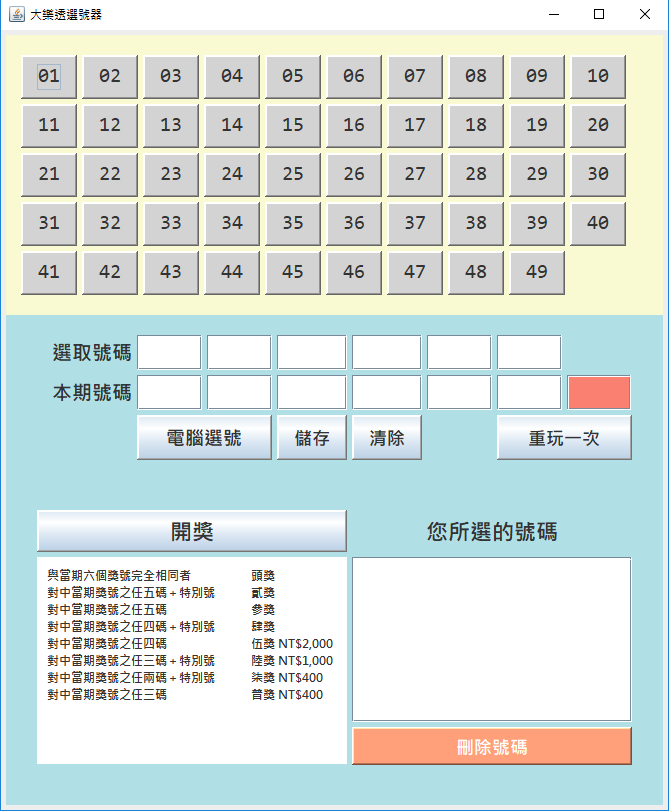 大樂透選號器
01 02 03 04 05 06 07 08 09 10
11 12 13 14 15 16 17 18 19 20
21 22 23 24 25 26 27 28 29 30
31 32 33 34 35 36 37 38 39 40
41 42 43 44 45 46 47 48 49
選取號碼
本期號碼
電腦選號 儲存 清除 重玩一次
開獎 您所選的號碼
與當期六個獎號完全相同者 頭獎
對中當期獎號之任五碼 + 特別號 貳獎
對中當期獎號之任五碼 參獎
對中當期獎號之任四碼 + 特別號 肆獎
對中當期獎號之任四碼 伍獎 NT$2,000
對中當期獎號之任三碼 + 特別號 陸獎 NT$1,000
對中當期獎號之任兩碼 + 特別號 柒獎 NT$400
對中當期獎號之任三碼 普獎 NT$400
刪除號碼